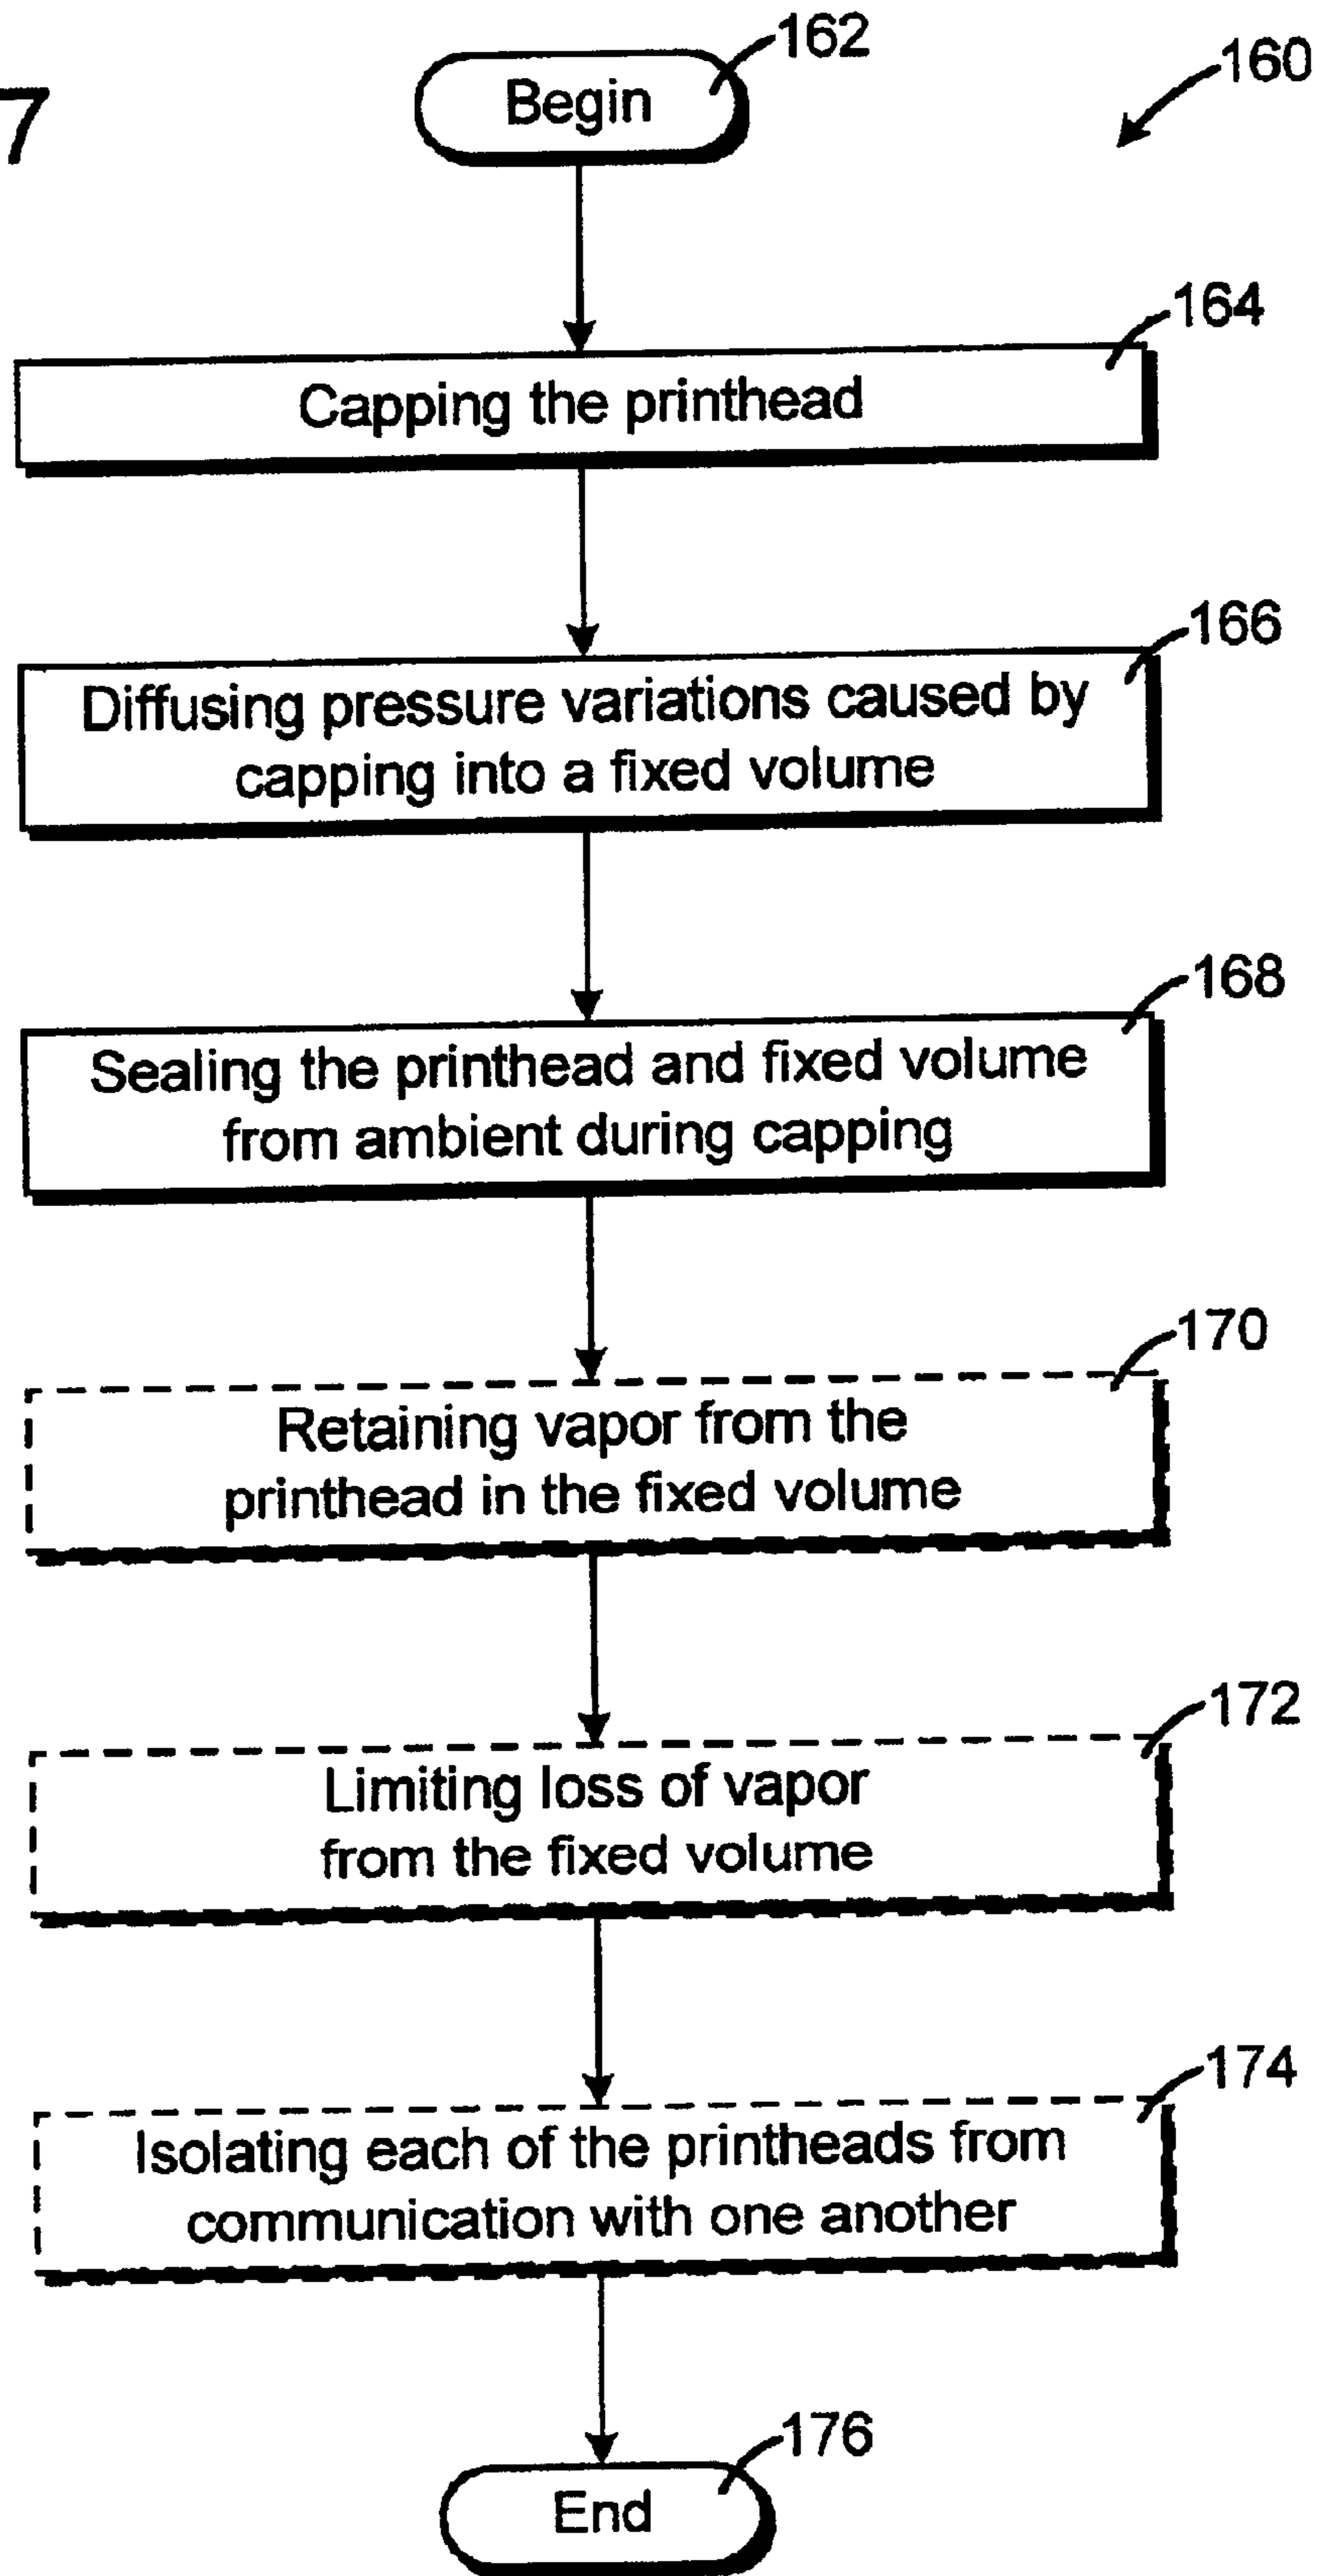 7
162
Begin
160
164
Capping the printhead
166
Diffusing pressure variations caused by
capping into a fixed volume
168
Sealing the printhead and fixed volume
from ambient during capping
170
Retaining vapor from the
printhead in the fixed volume
172
Limiting loss of vapor
from the fixed volume
174
Isolating each of the printheads from
communication with one another
176
End